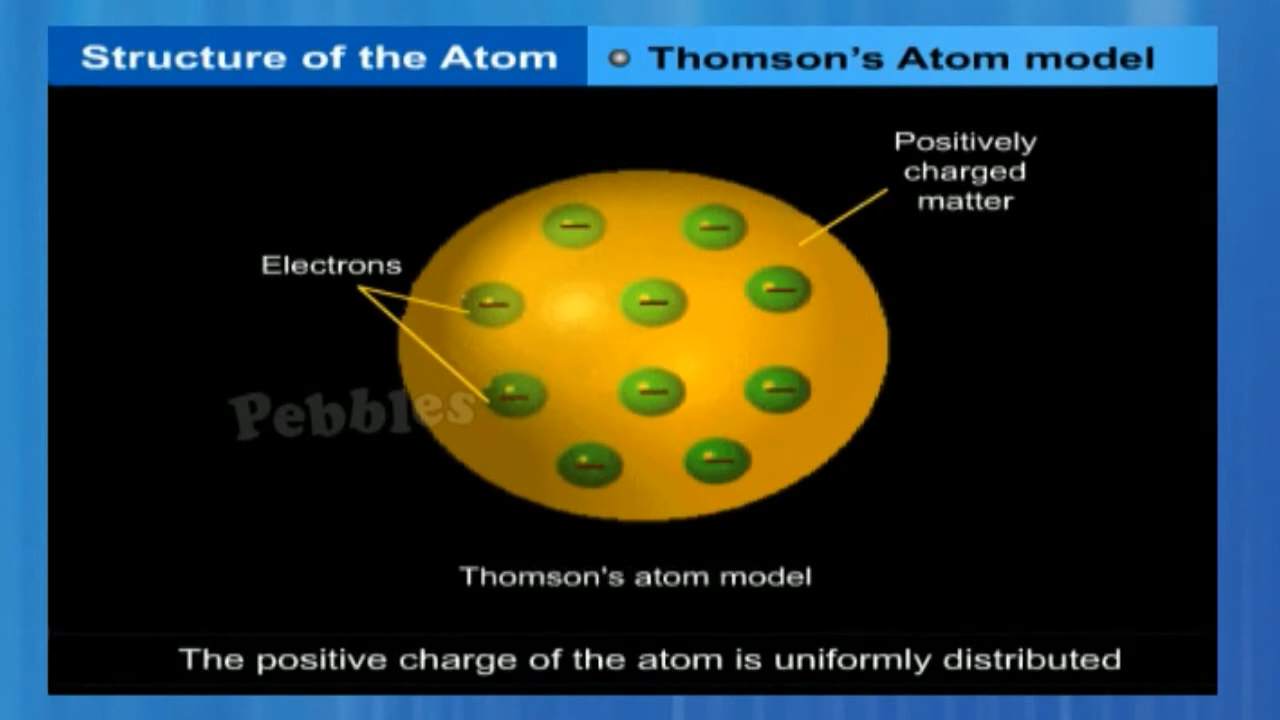 Structure of the Atom
Thomson's Atom model
Positively
charged
matter
Electrons
Pebbles
Thomson's atom model
The positive charge of the atom is uniformly distributed